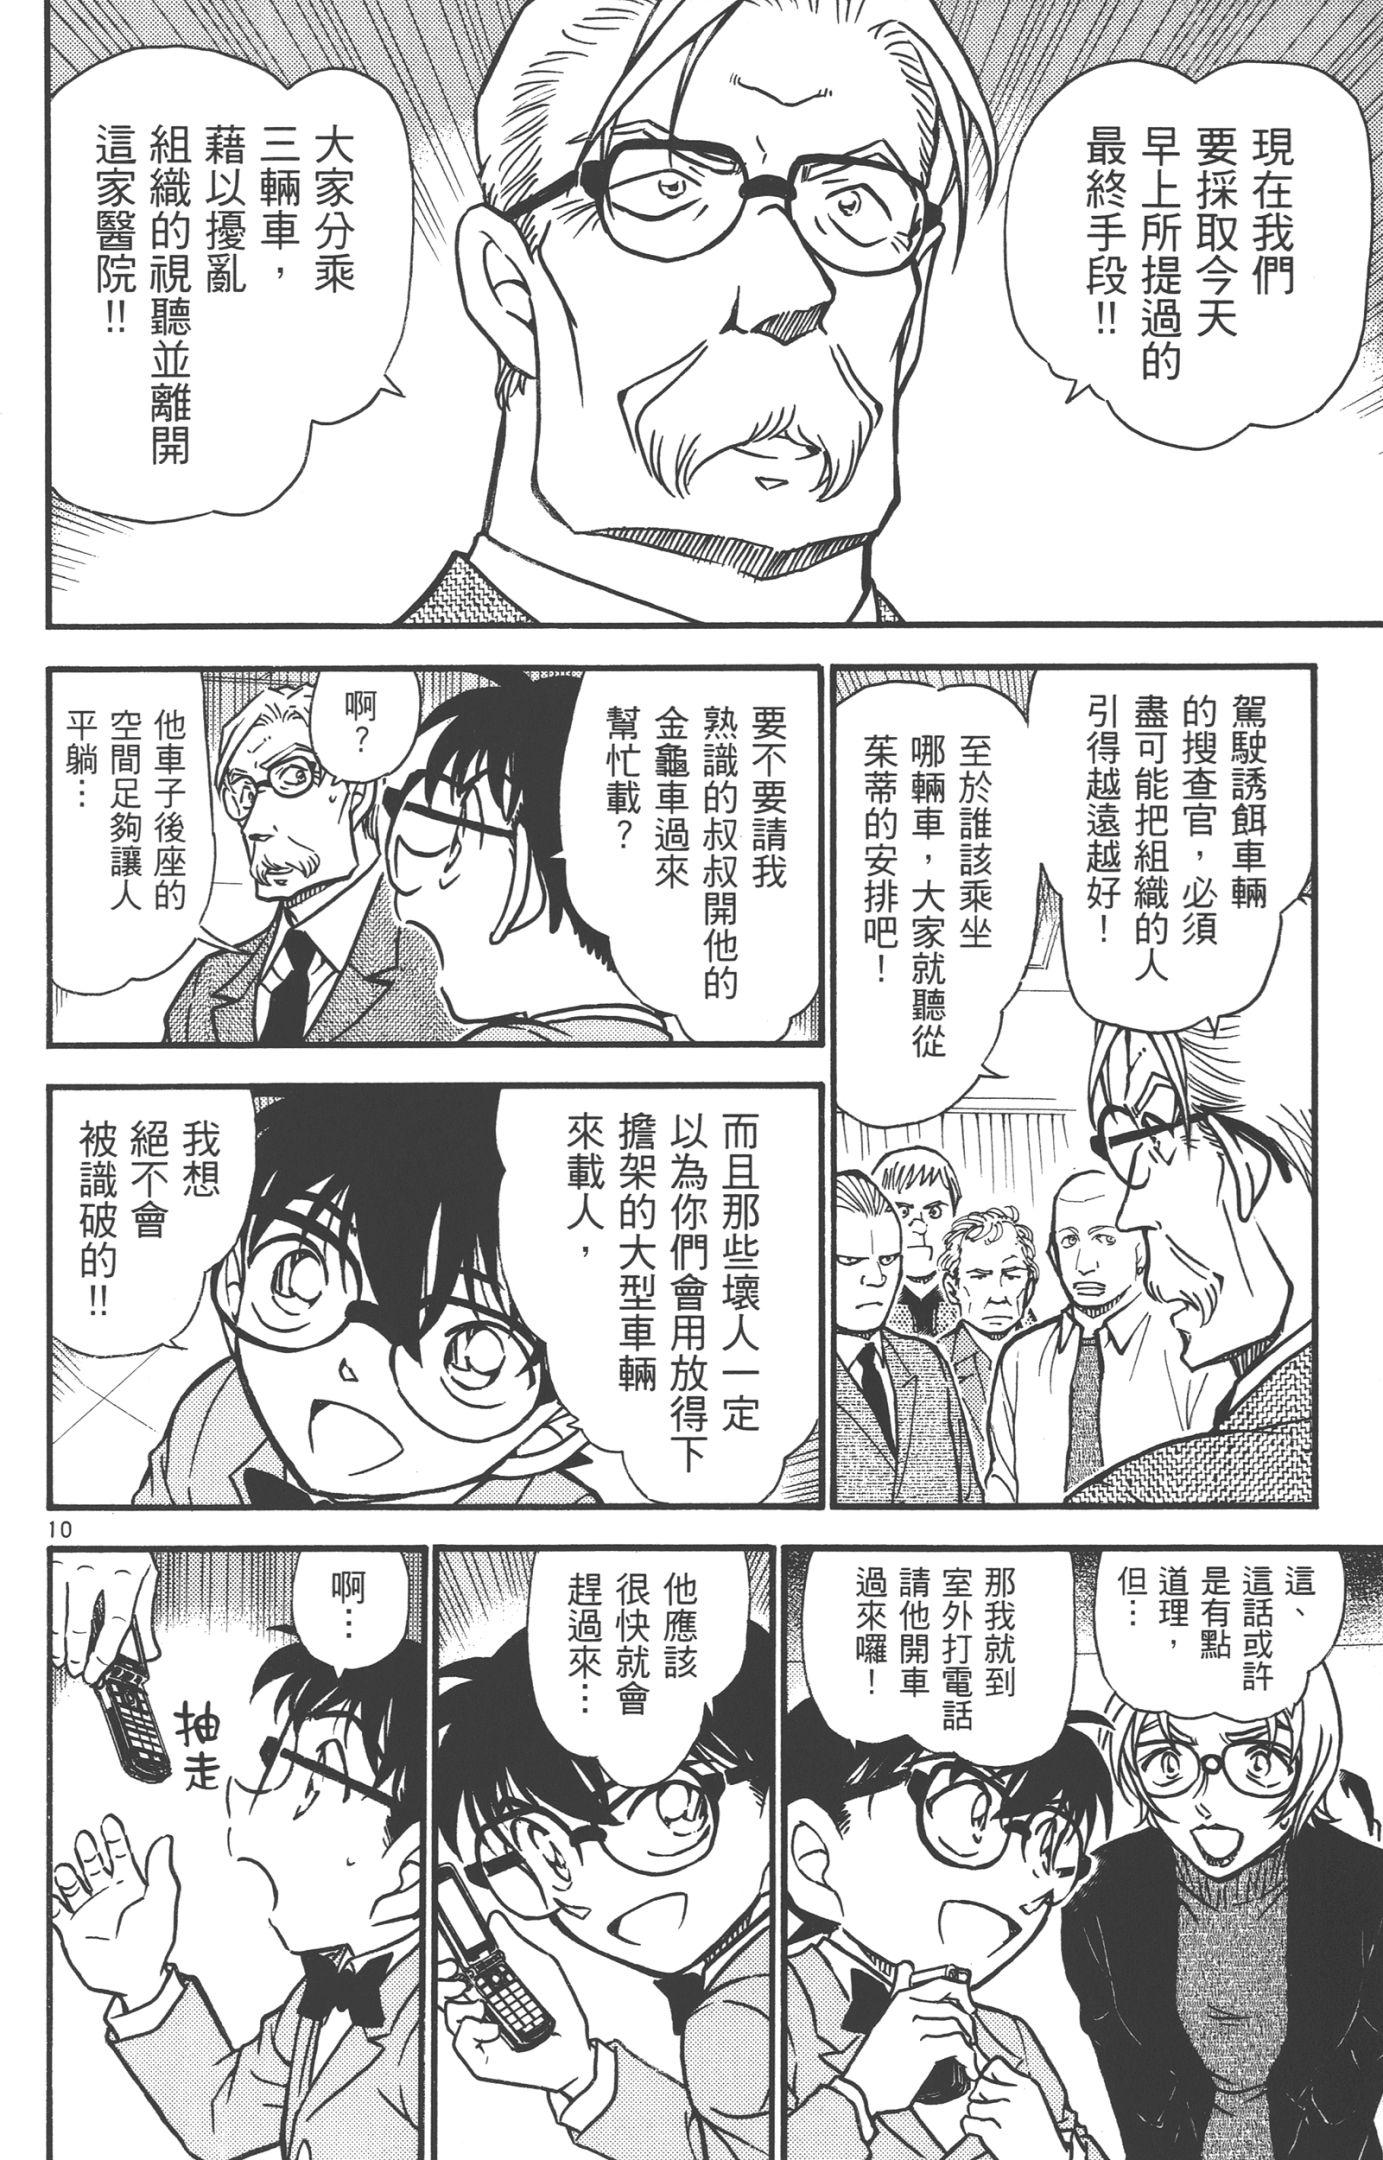 現在我們
要採取今天
早上所提過的
最終手段!!
大家分乘
三輛車，
藉以擾亂
組織的視聽並離開
這家醫院!!
駕駛誘餌車輛
的搜查官，必須
盡可能把組織的人
引得越遠越好！
至於誰該乘坐
哪輛車，大家就聽從
茱蒂的安排吧！
要不要請我
熟識的叔叔開他的
金龜車過來
幫忙載？
啊？
他車子後座的
空間足夠讓人
平躺…
而且那些壞人一定
以為你們會用放得下
擔架的大型車輛
來載人，
我想
絕不會
被識破的!!
這、
這話或許
是有點
道理，
但…
那我就到
室外打電話
請他開車
過來囉！
他應該
很快就會
趕過來…
啊…
抽走
10